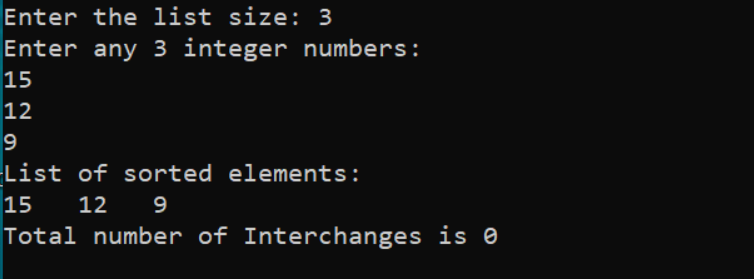 Enter the list size: 3
Enter any 3 integer numbers:
15
12
9
List of sorted elements:
15   12   9
Total number of Interchanges is 0